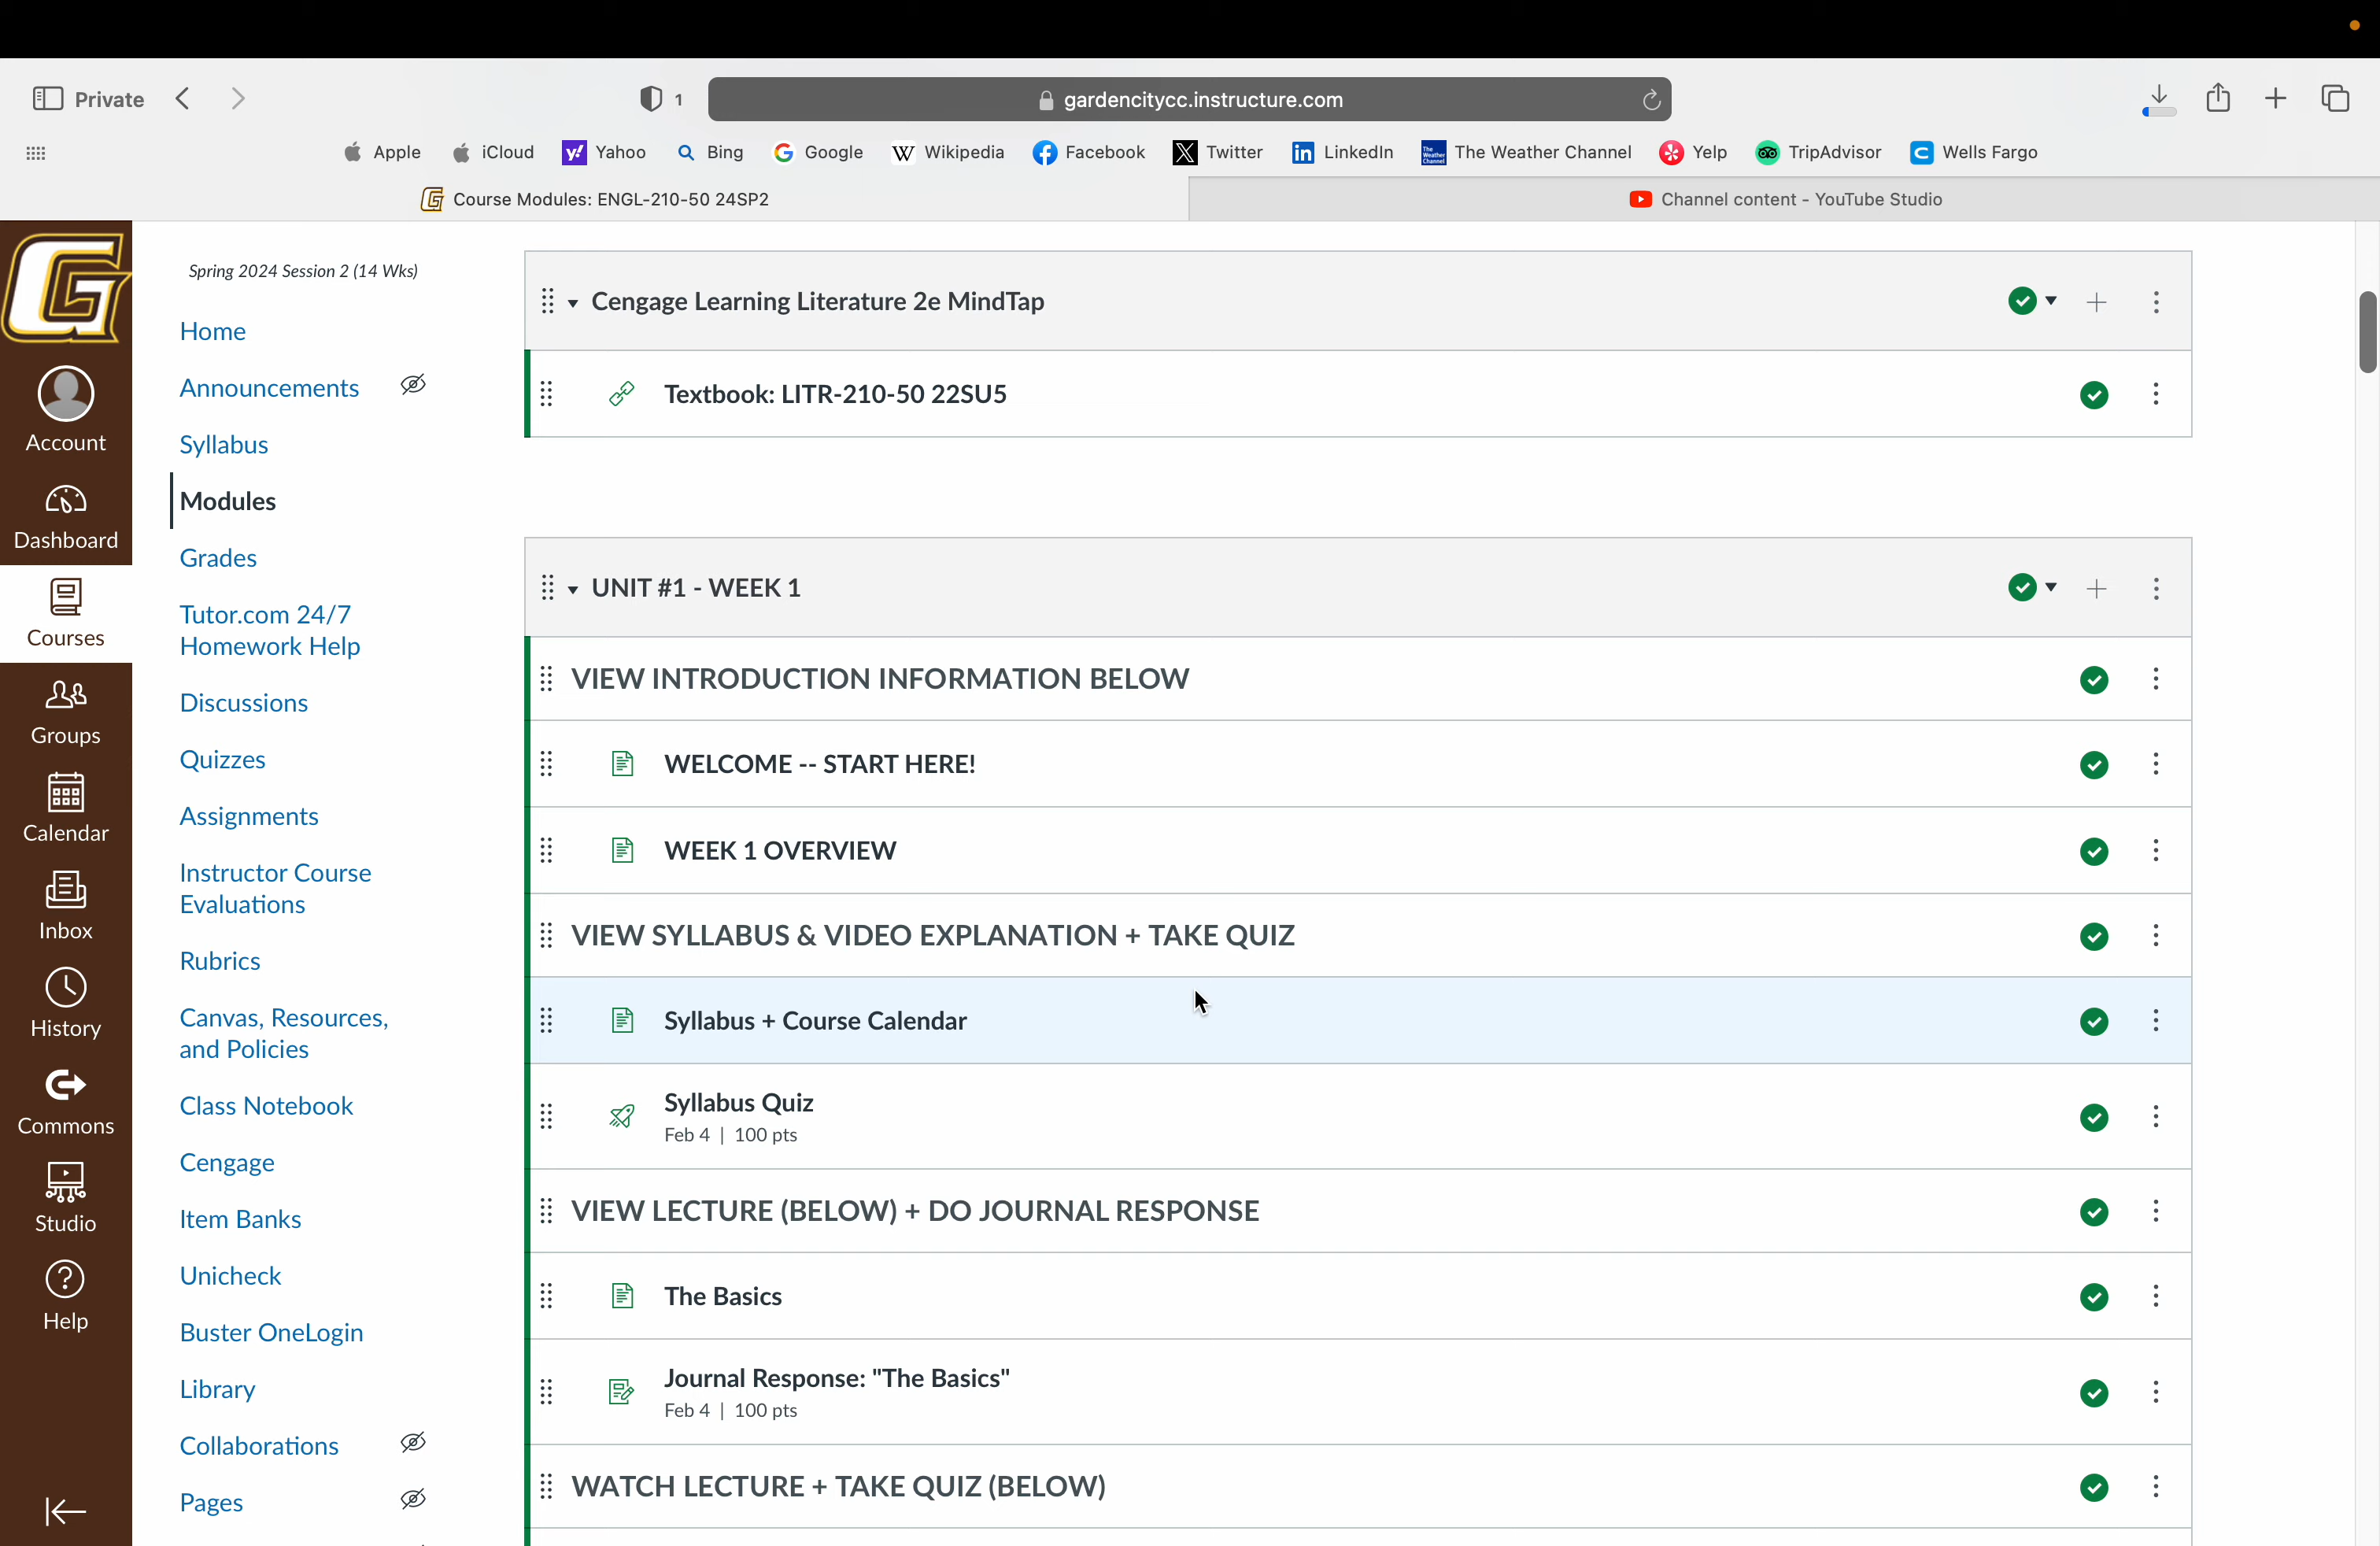 Private
1
gardencitycc.instructure.com
Apple
iCloud
Yahoo
Bing
Google
Wikipedia
Facebook
Twitter
LinkedIn
The Weather Channel
Yelp
TripAdvisor
Wells Fargo
Course Modules: ENGL-210-50 24SP2
Channel content - YouTube Studio
Account
Dashboard
Courses
Groups
Calendar
Inbox
History
Commons
Studio
Help
Spring 2024 Session 2 (14 Wks)
Home
Announcements
Syllabus
Modules
Grades
Tutor.com 24/7
Homework Help
Discussions
Quizzes
Assignments
Instructor Course
Evaluations
Rubrics
Canvas, Resources,
and Policies
Class Notebook
Cengage
Item Banks
Unicheck
Buster OneLogin
Library
Collaborations
Pages
Cengage Learning Literature 2e MindTap
Textbook: LITR-210-50 22SU5
UNIT #1 - WEEK 1
VIEW INTRODUCTION INFORMATION BELOW
WELCOME -- START HERE!
WEEK 1 OVERVIEW
VIEW SYLLABUS & VIDEO EXPLANATION + TAKE QUIZ
Syllabus + Course Calendar
Syllabus Quiz
Feb 4 | 100 pts
VIEW LECTURE (BELOW) + DO JOURNAL RESPONSE
The Basics
Journal Response: "The Basics"
Feb 4 | 100 pts
WATCH LECTURE + TAKE QUIZ (BELOW)